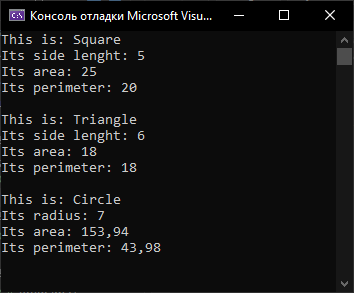 Консоль отладки Microsoft Visu...
This is: Square
Its side lenght: 5
Its area: 25
Its perimeter: 20
This is: Triangle
Its side lenght: 6
Its area: 18
Its perimeter: 18
This is: Circle
Its radius: 7
Its area: 153,94
Its perimeter: 43,98